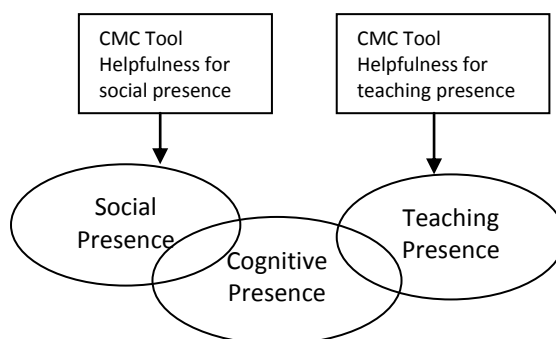 CMC Tool
Helpfulness for
social presence
CMC Tool
Helpfulness for
teaching presence
Social
Presence
Cognitive
Presence
Teaching
Presence